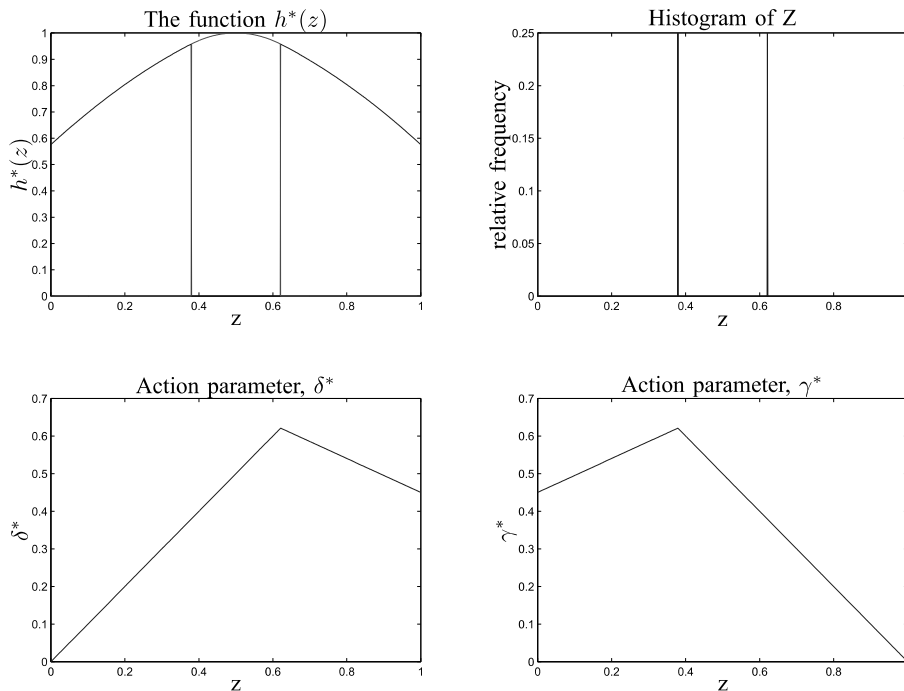 The function h*(z)
1
0.9
0.8
0.7
0.6
0.5
0.4
0.3
0.2
0.1
0
h*(z)
0 0.2 0.4 0.6 0.8 1
z
Histogram of Z
0.25
0.2
0.15
0.1
0.05
0
relative frequency
0 0.2 0.4 0.6 0.8
z
Action parameter, δ*
0.7
0.6
0.5
0.4
0.3
0.2
0.1
0
δ*
0 0.2 0.4 0.6 0.8 1
z
Action parameter, γ*
0.7
0.6
0.5
0.4
0.3
0.2
0.1
0
γ*
0 0.2 0.4 0.6 0.8
z